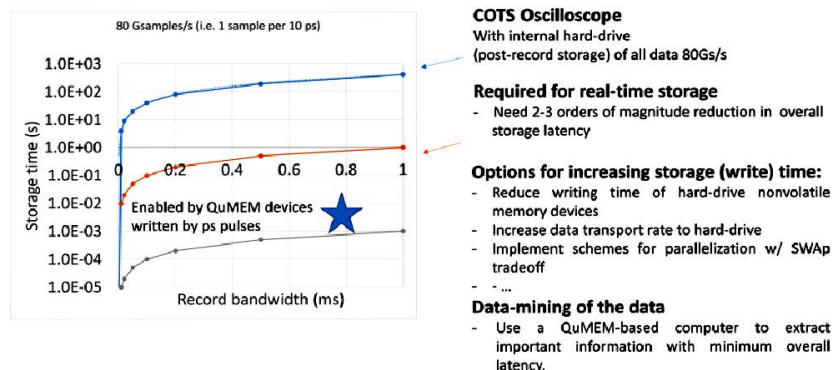 80 Gsamples/s (i.e. 1 sample per 10 ps)
1.0E+03
1.0E+02
1.0E+01
1.0E+00
1.0E-01
1.0E-02
1.0E-03
1.0E-04
1.0E-05
Storage time (s)
0
0.2
0.4
0.6
0.8
1
Enabled by QuMEM devices
written by ps pulses
Record bandwidth (ms)
COTS Oscilloscope
With internal hard-drive
(post-record storage) of all data 80Gs/s
Required for real-time storage
- Need 2-3 orders of magnitude reduction in overall
storage latency
Options for increasing storage (write) time:
- Reduce writing time of hard-drive nonvolatile
memory devices
- Increase data transport rate to hard-drive
- Implement schemes for parallelization w/ SWAp
tradeoff
- - ...
Data-mining of the data
- Use a QuMEM-based computer to extract
important information with minimum overall
latency.